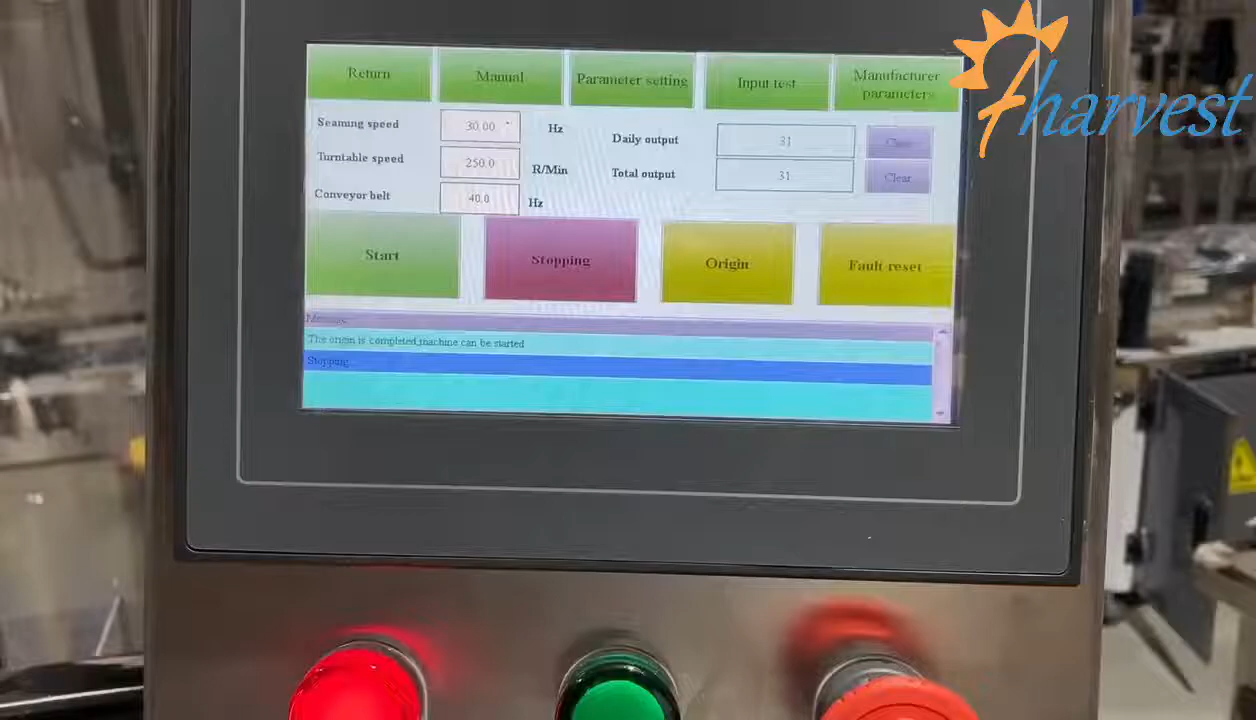 Return
Manual
Parameter setting
Input test
Manufacturer
parameters
harvest
Seaming speed
30.00
Hz
Daily output
31
Clear
Turntable speed
250.0
R/Min
Total output
31
Clear
Conveyor belt
40.0
Hz
Start
Stopping
Origin
Fault reset
Message
The origin is completed,machine can be started
Stopping...